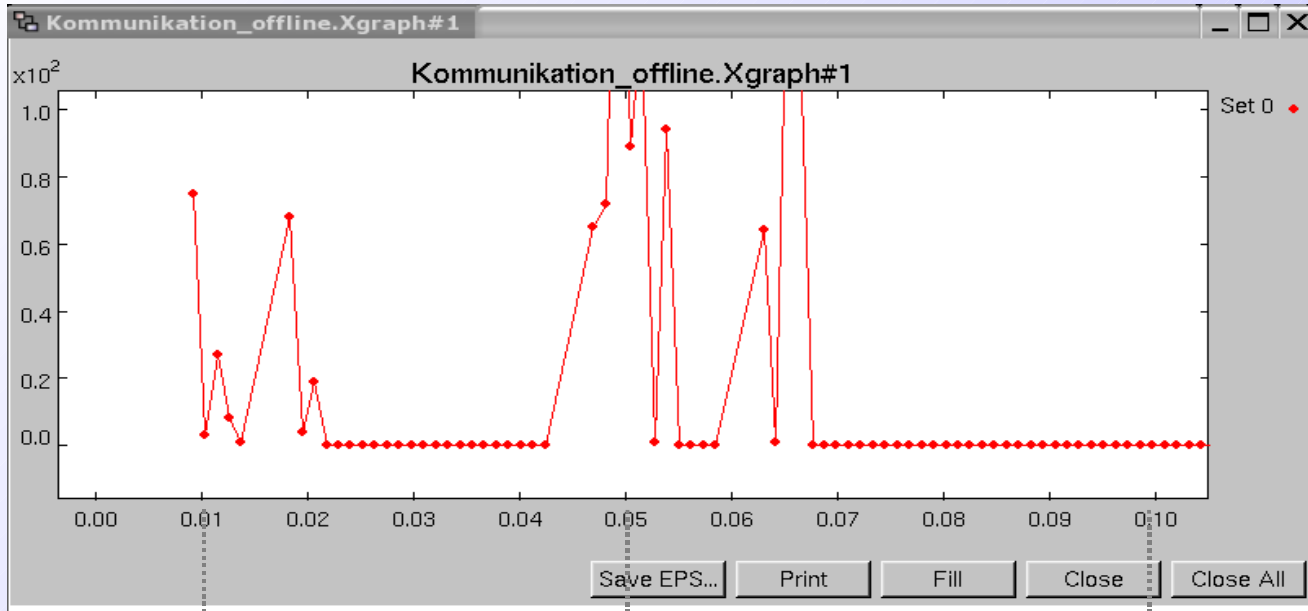 Kommunikation_offline.Xgraph#1
x10²
Kommunikation_offline.Xgraph#1
Set 0
1.0
0.8
0.6
0.4
0.2
0.0
0.00 0.01 0.02 0.03 0.04 0.05 0.06 0.07 0.08 0.09 0.10
Save EPS... Print Fill Close Close All